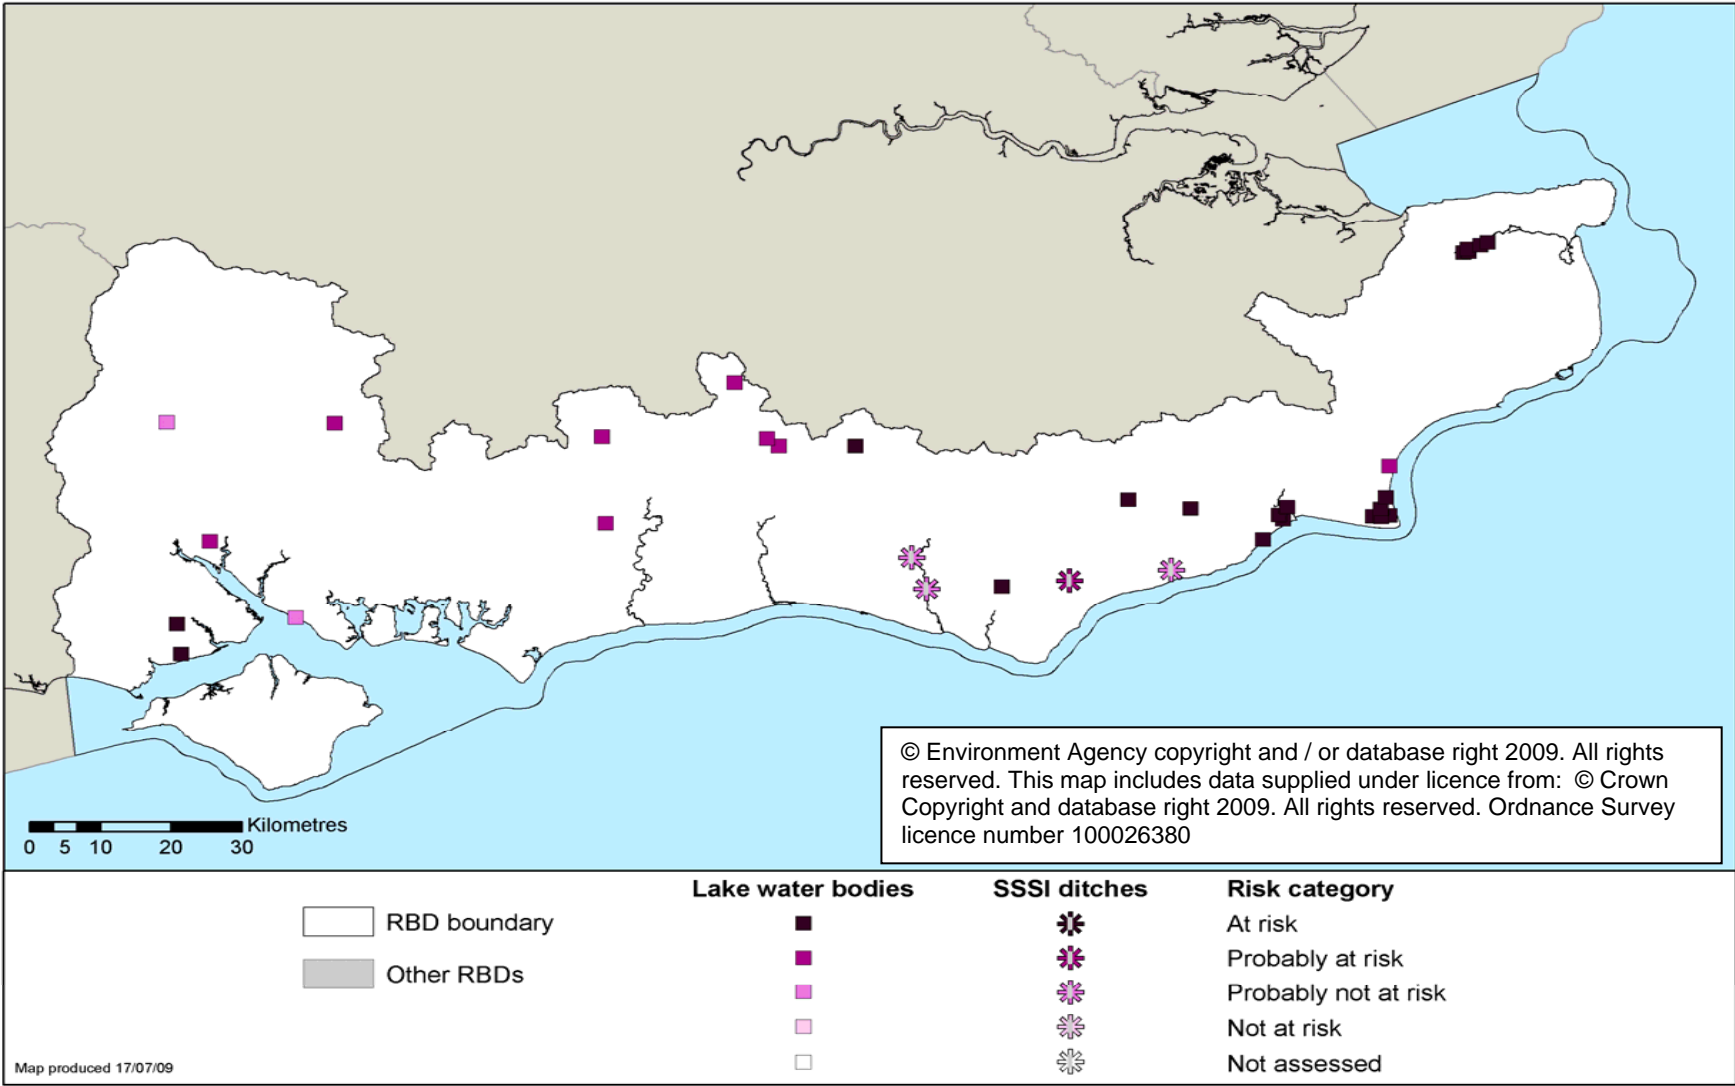 © Environment Agency copyright and / or database right 2009. All rights
reserved. This map includes data supplied under licence from:  © Crown
Copyright and database right 2009. All rights reserved. Ordnance Survey
licence number 100026380
Kilometres
0 5 10 20 30
Lake water bodies SSSI ditches Risk category
RBD boundary At risk
Probably at risk
Other RBDs
Probably not at risk
Not at risk
Not assessed
Map produced 17/07/09